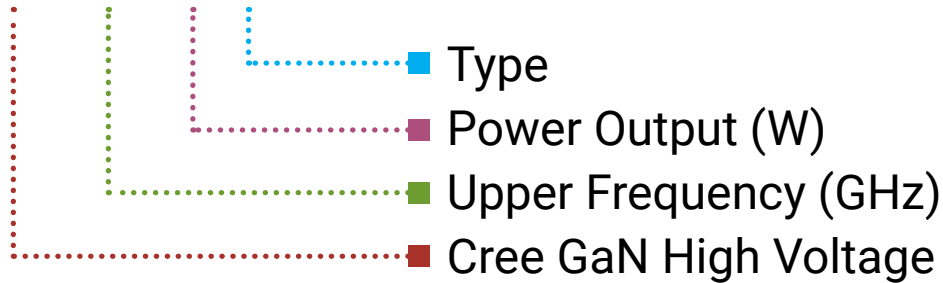 Type
Power Output (W)
Upper Frequency (GHz)
Cree GaN High Voltage